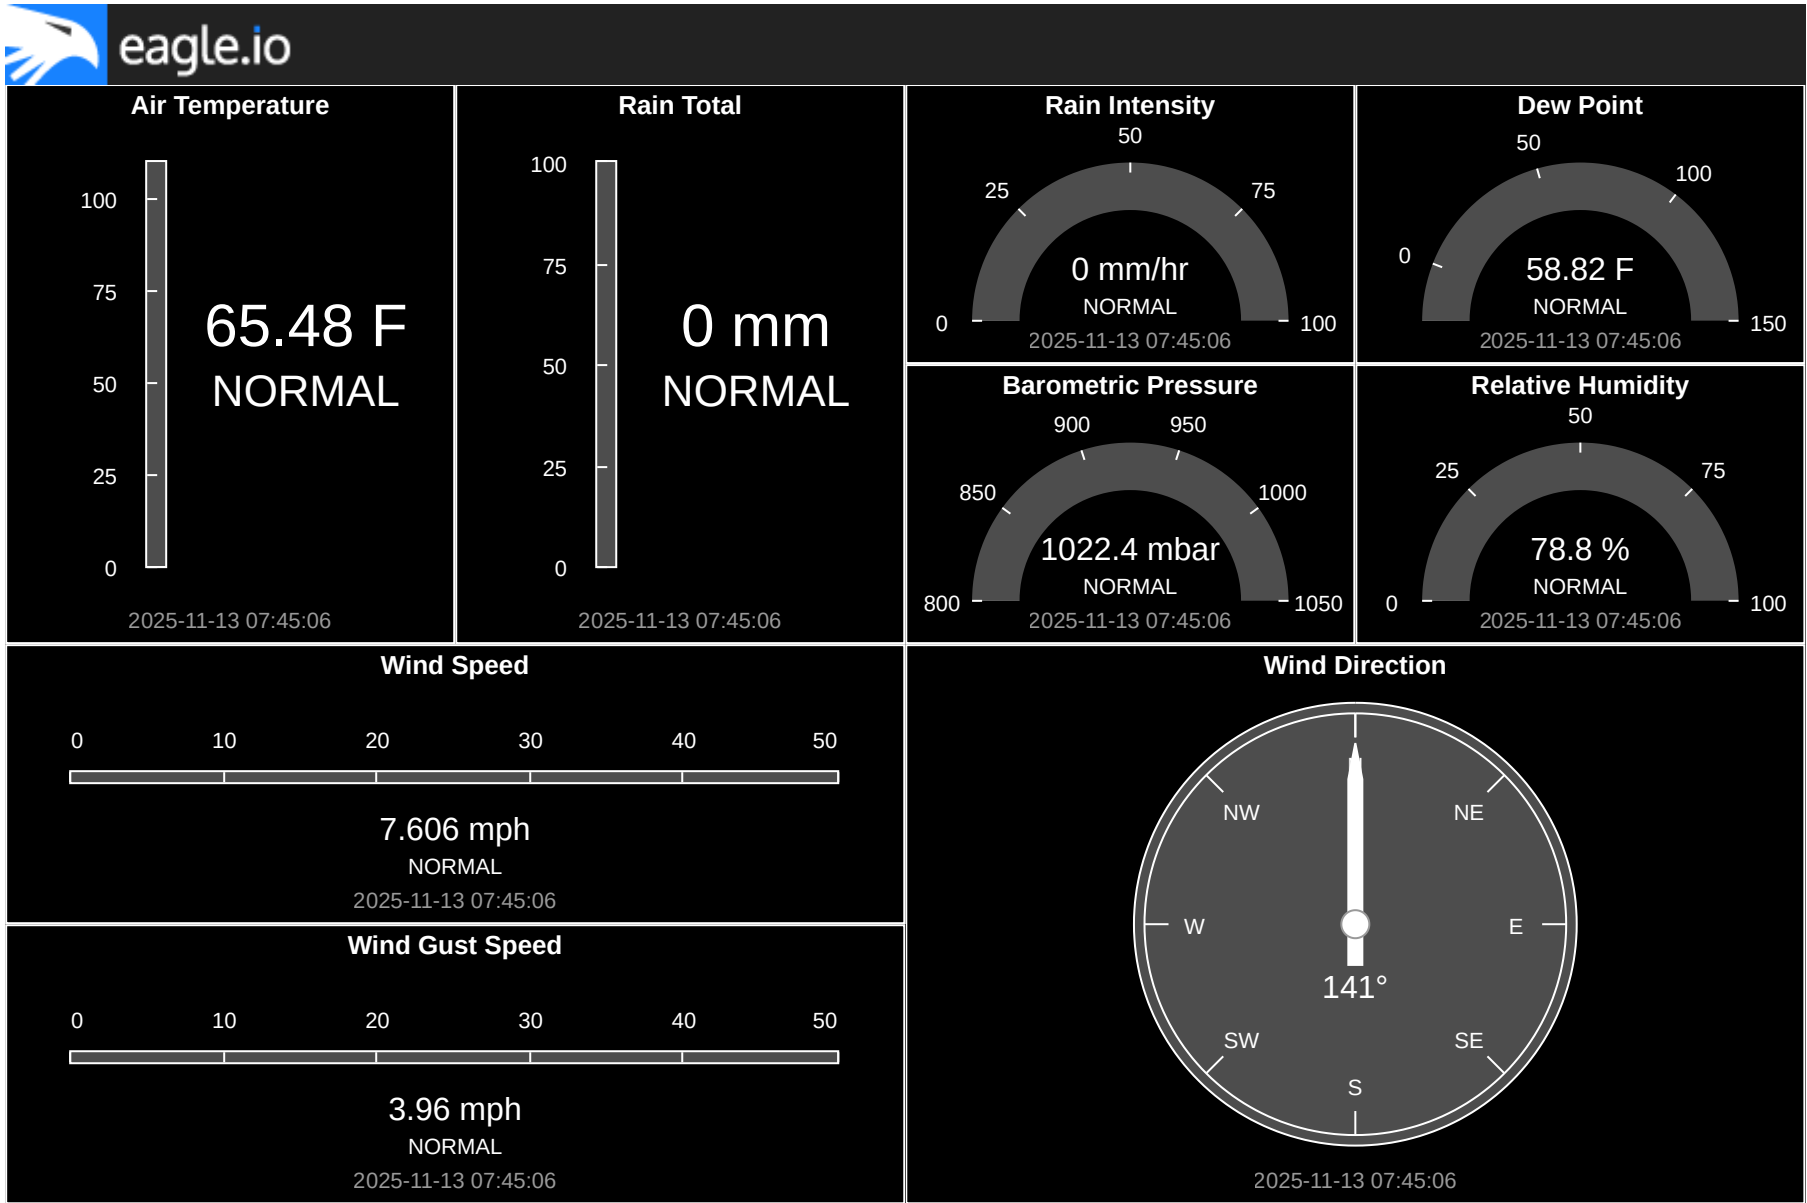 eagle.io
Air Temperature
100
75
50
25
0
65.48 F
NORMAL
2025-11-13 07:45:06
Rain Total
100
75
50
25
0
0 mm
NORMAL
2025-11-13 07:45:06
Rain Intensity
0
25
50
75
100
0 mm/hr
NORMAL
2025-11-13 07:45:06
Dew Point
0
50
100
150
58.82 F
NORMAL
2025-11-13 07:45:06
Barometric Pressure
800
850
900
950
1000
1050
1022.4 mbar
NORMAL
2025-11-13 07:45:06
Relative Humidity
0
25
50
75
100
78.8 %
NORMAL
2025-11-13 07:45:06
Wind Speed
0 10 20 30 40 50
7.606 mph
NORMAL
2025-11-13 07:45:06
Wind Gust Speed
0 10 20 30 40 50
3.96 mph
NORMAL
2025-11-13 07:45:06
Wind Direction
NW NE
W E
141°
SW SE
S
2025-11-13 07:45:06